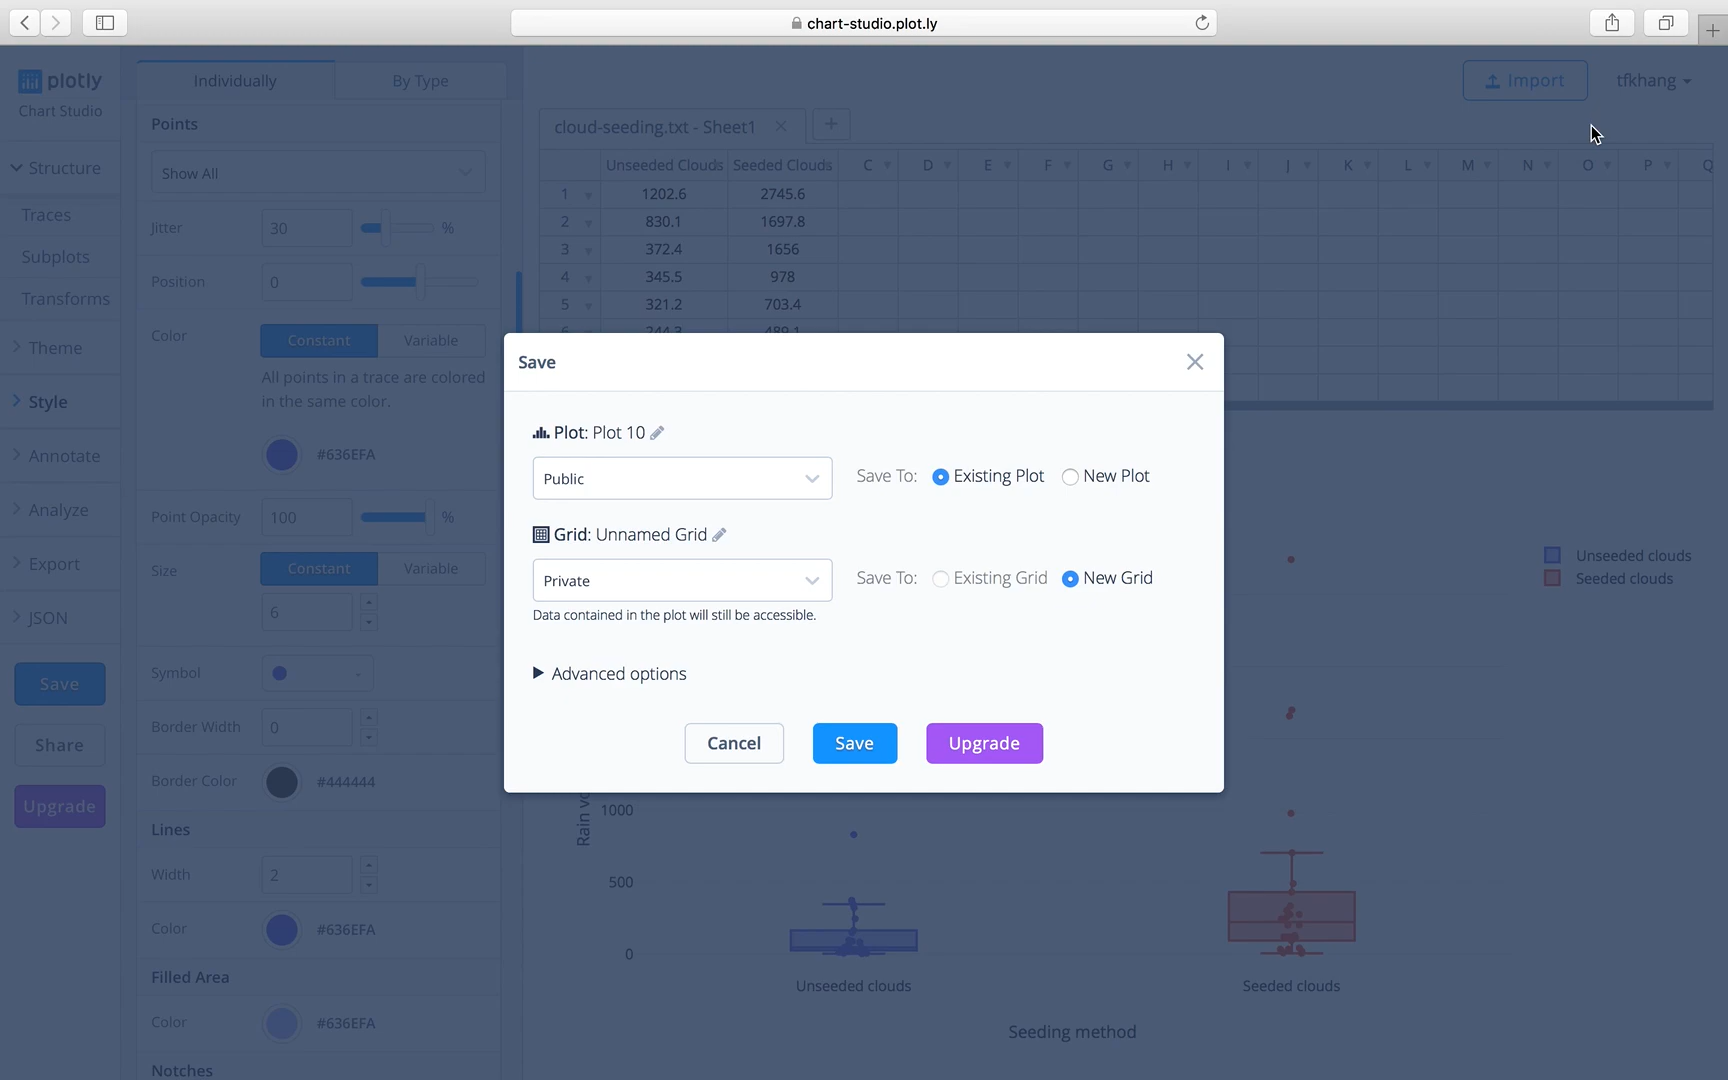 chart-studio.plot.ly
plotly
Chart Studio
Structure
Traces
Subplots
Transforms
Theme
Style
Annotate
Analyze
Export
JSON
Save
Share
Upgrade
Individually
By Type
Points
Show All
Jitter 30 %
Position 0
Color Constant Variable
All points in a trace are colored
in the same color.
#636EFA
Point Opacity 100 %
Size Constant Variable
6
Symbol
Border Width 0
Border Color #444444
Lines
Width 2
Color #636EFA
Filled Area
Color #636EFA
Notches
Import
tfkhang
cloud-seeding.txt - Sheet1
Unseeded Clouds Seeded Clouds C D E F G H I J K L M N O P Q
1 1202.6 2745.6
2 830.1 1697.8
3 372.4 1656
4 345.5 978
5 321.2 703.4
6 244.3 489.1
Save
Plot: Plot 10
Public
Save To: Existing Plot New Plot
Grid: Unnamed Grid
Private
Save To: Existing Grid New Grid
Data contained in the plot will still be accessible.
Advanced options
Cancel
Save
Upgrade
Unseeded clouds
Seeded clouds
Rain
1000
500
0
Unseeded clouds
Seeded clouds
Seeding method